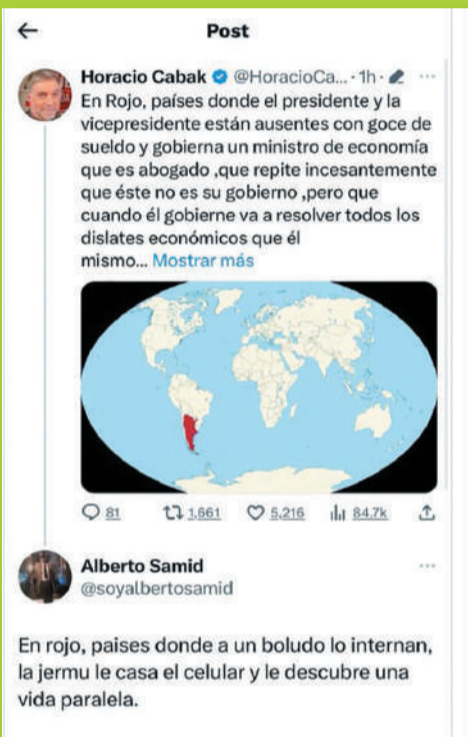 Post
Horacio Cabak @HoracioCa... · 1h ·
En Rojo, países donde el presidente y la
vicepresidente están ausentes con goce de
sueldo y gobierna un ministro de economía
que es abogado ,que repite incesantemente
que éste no es su gobierno ,pero que
cuando él gobierne va a resolver todos los
dislates económicos que él
mismo... Mostrar más
81 1,661 5,216 84.7k
Alberto Samid
@soyalbertosamid
En rojo, paises donde a un boludo lo internan,
la jermu le casa el celular y le descubre una
vida paralela.